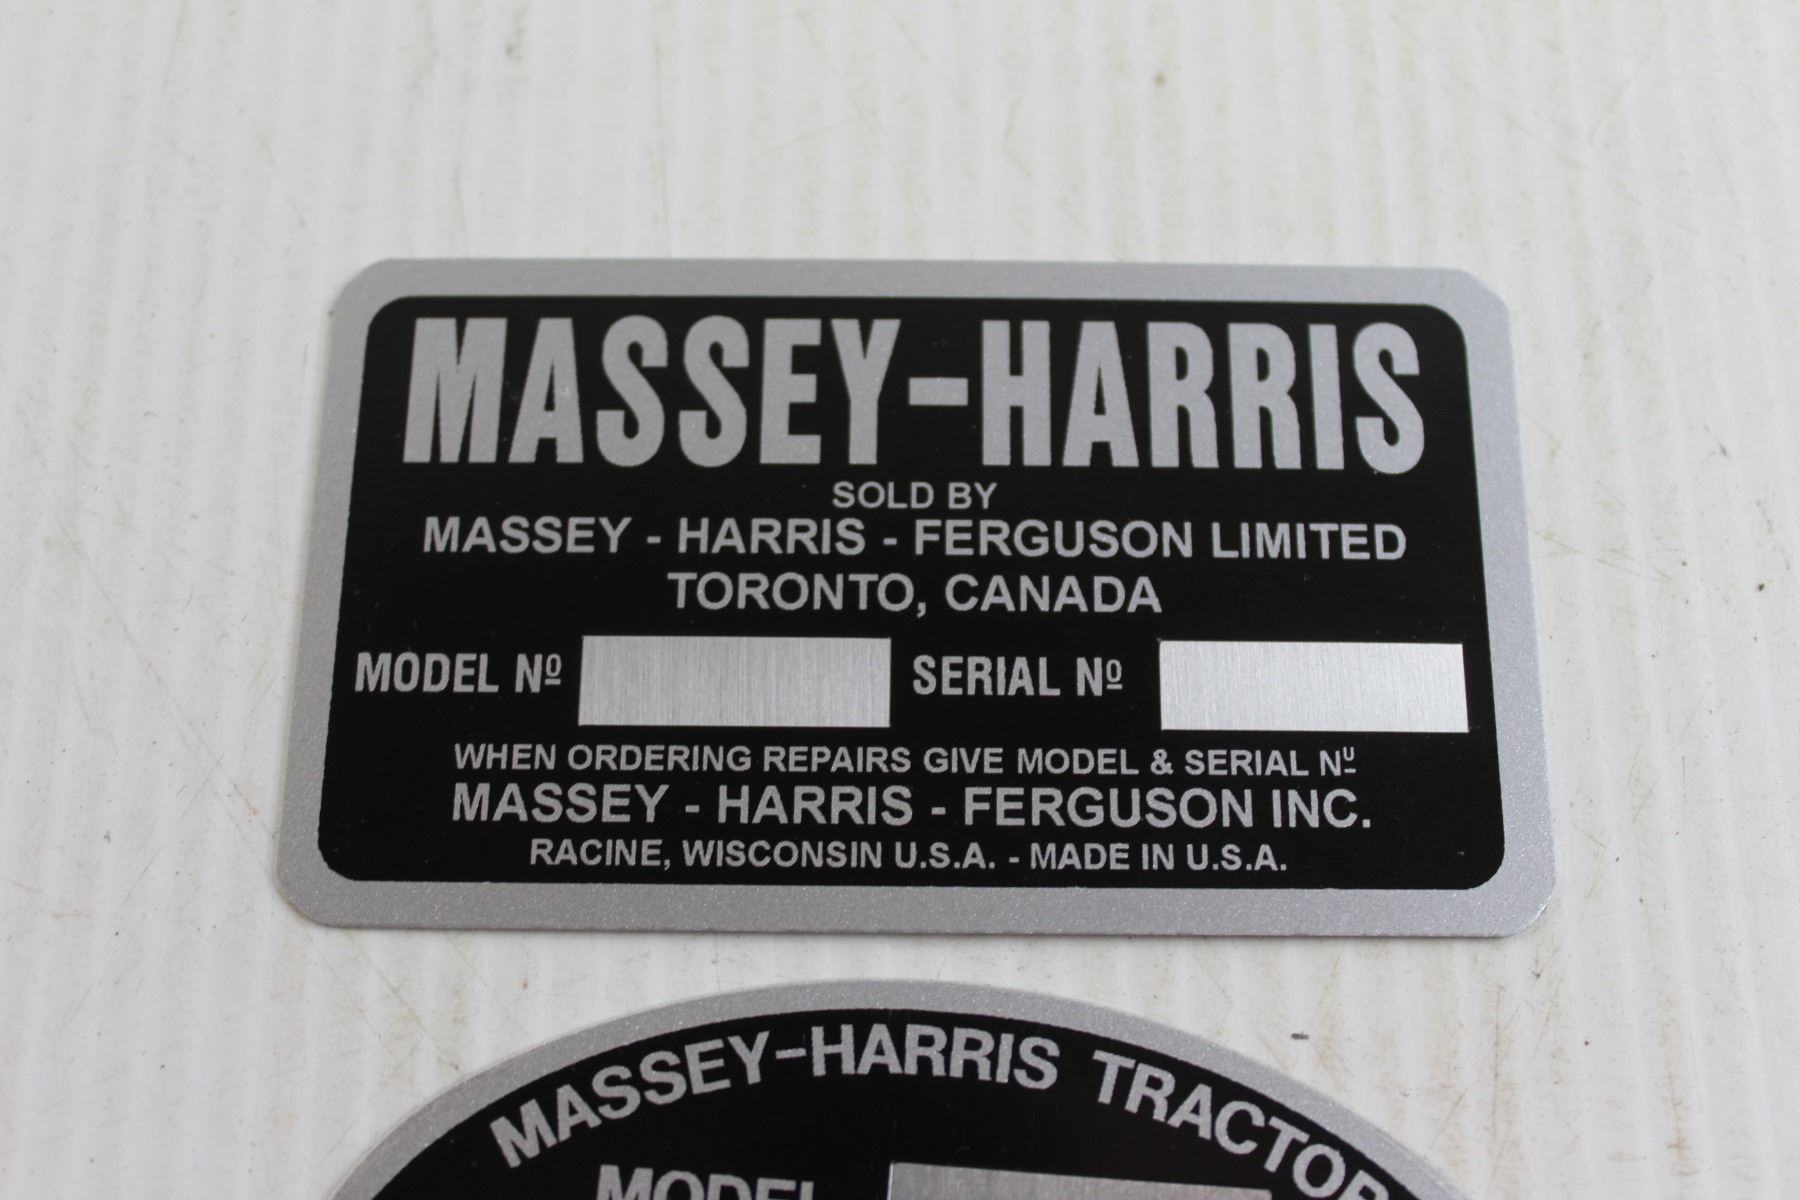 MASSEY-HARRIS
SOLD BY
MASSEY - HARRIS - FERGUSON LIMITED
TORONTO, CANADA
MODEL Nº SERIAL Nº
WHEN ORDERING REPAIRS GIVE MODEL & SERIAL Nº
MASSEY - HARRIS - FERGUSON INC.
RACINE, WISCONSIN U.S.A. - MADE IN U.S.A.
MASSEY-HARRIS TRACTOR
MODEL